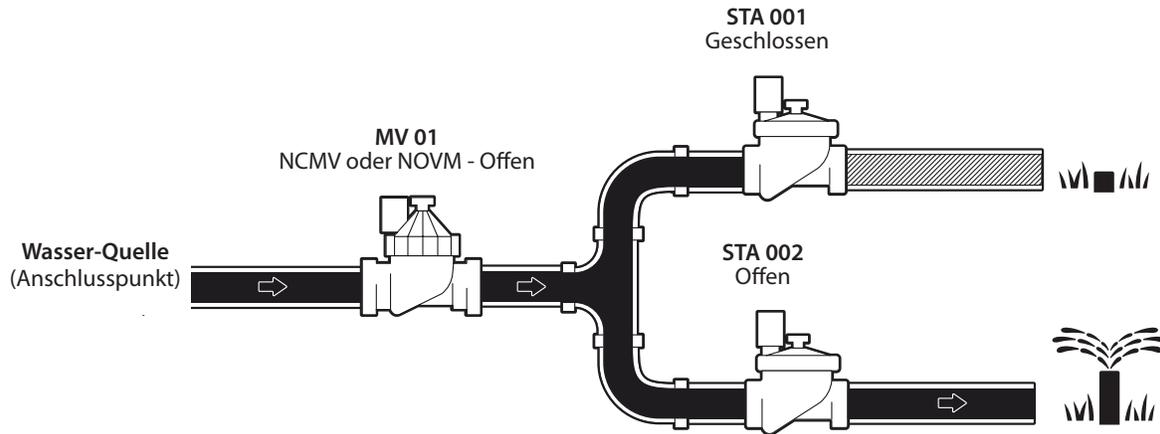 STA 001
Geschlossen
MV 01
NCMV oder NOVM - Offen
Wasser-Quelle
(Anschlusspunkt)
STA 002
Offen